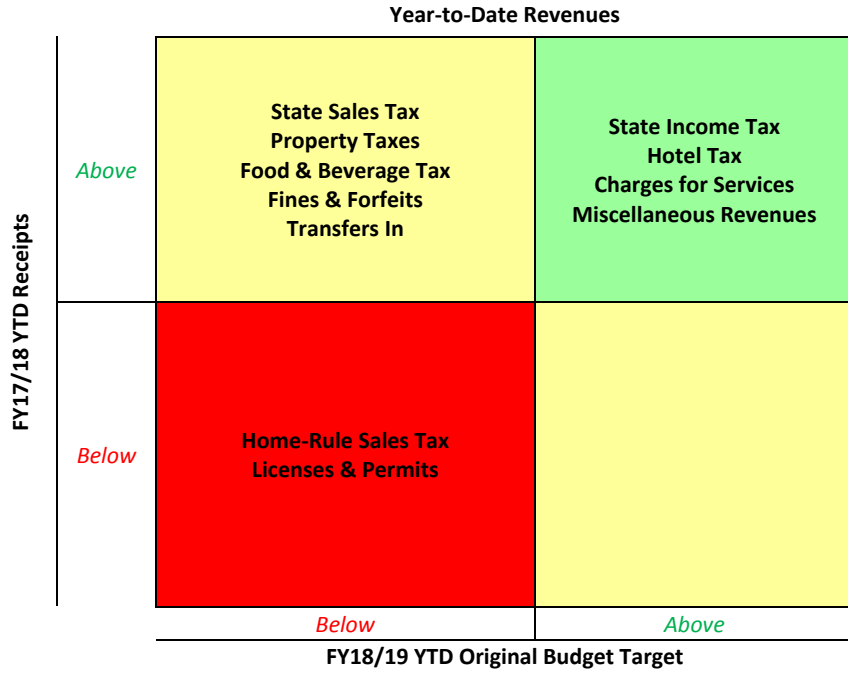 Year-to-Date Revenues
FY17/18 YTD Receipts
Above
State Sales Tax
Property Taxes
Food & Beverage Tax
Fines & Forfeits
Transfers In
State Income Tax
Hotel Tax
Charges for Services
Miscellaneous Revenues
Below
Home-Rule Sales Tax
Licenses & Permits
Below
Above
FY18/19 YTD Original Budget Target